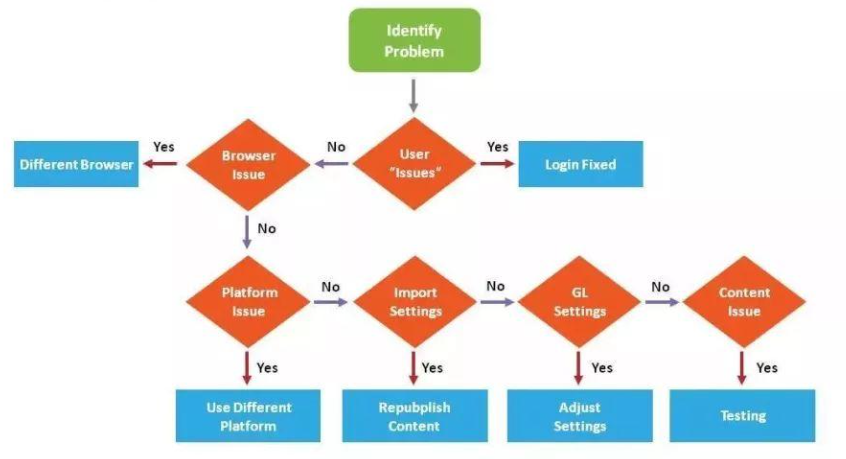 Identify
Problem
Yes
No
Yes
Different Browser
Browser
Issue
User
"Issues"
Login Fixed
No
Platform
Issue
No
Import
Settings
No
GL
Settings
No
Content
Issue
Yes
Yes
Yes
Yes
Use Different
Platform
Repubplish
Content
Adjust
Settings
Testing